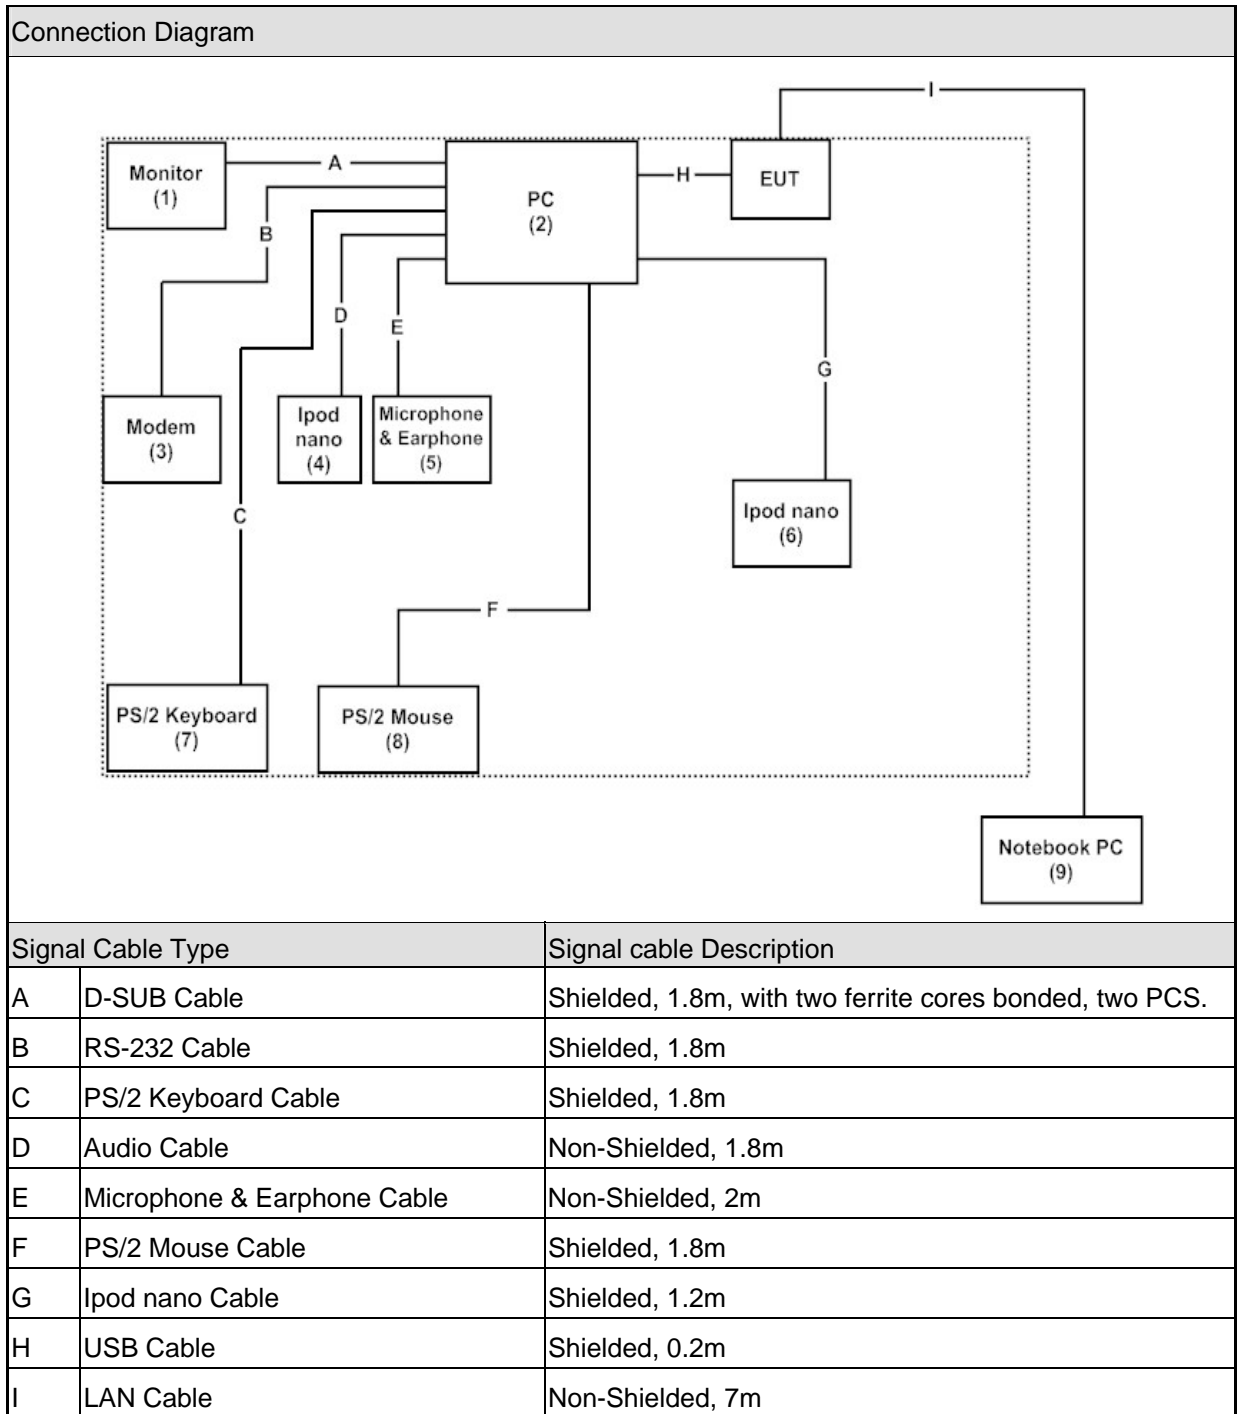 Connection Diagram
I
Monitor
(1)
A
PC
(2)
H
EUT
B
D
E
G
Modem
(3)
Ipod
nano
(4)
Microphone
& Earphone
(5)
C
Ipod nano
(6)
F
PS/2 Keyboard
(7)
PS/2 Mouse
(8)
Notebook PC
(9)
Signal Cable Type Signal cable Description
A D-SUB Cable Shielded, 1.8m, with two ferrite cores bonded, two PCS.
B RS-232 Cable Shielded, 1.8m
C PS/2 Keyboard Cable Shielded, 1.8m
D Audio Cable Non-Shielded, 1.8m
E Microphone & Earphone Cable Non-Shielded, 2m
F PS/2 Mouse Cable Shielded, 1.8m
G Ipod nano Cable Shielded, 1.2m
H USB Cable Shielded, 0.2m
I LAN Cable Non-Shielded, 7m